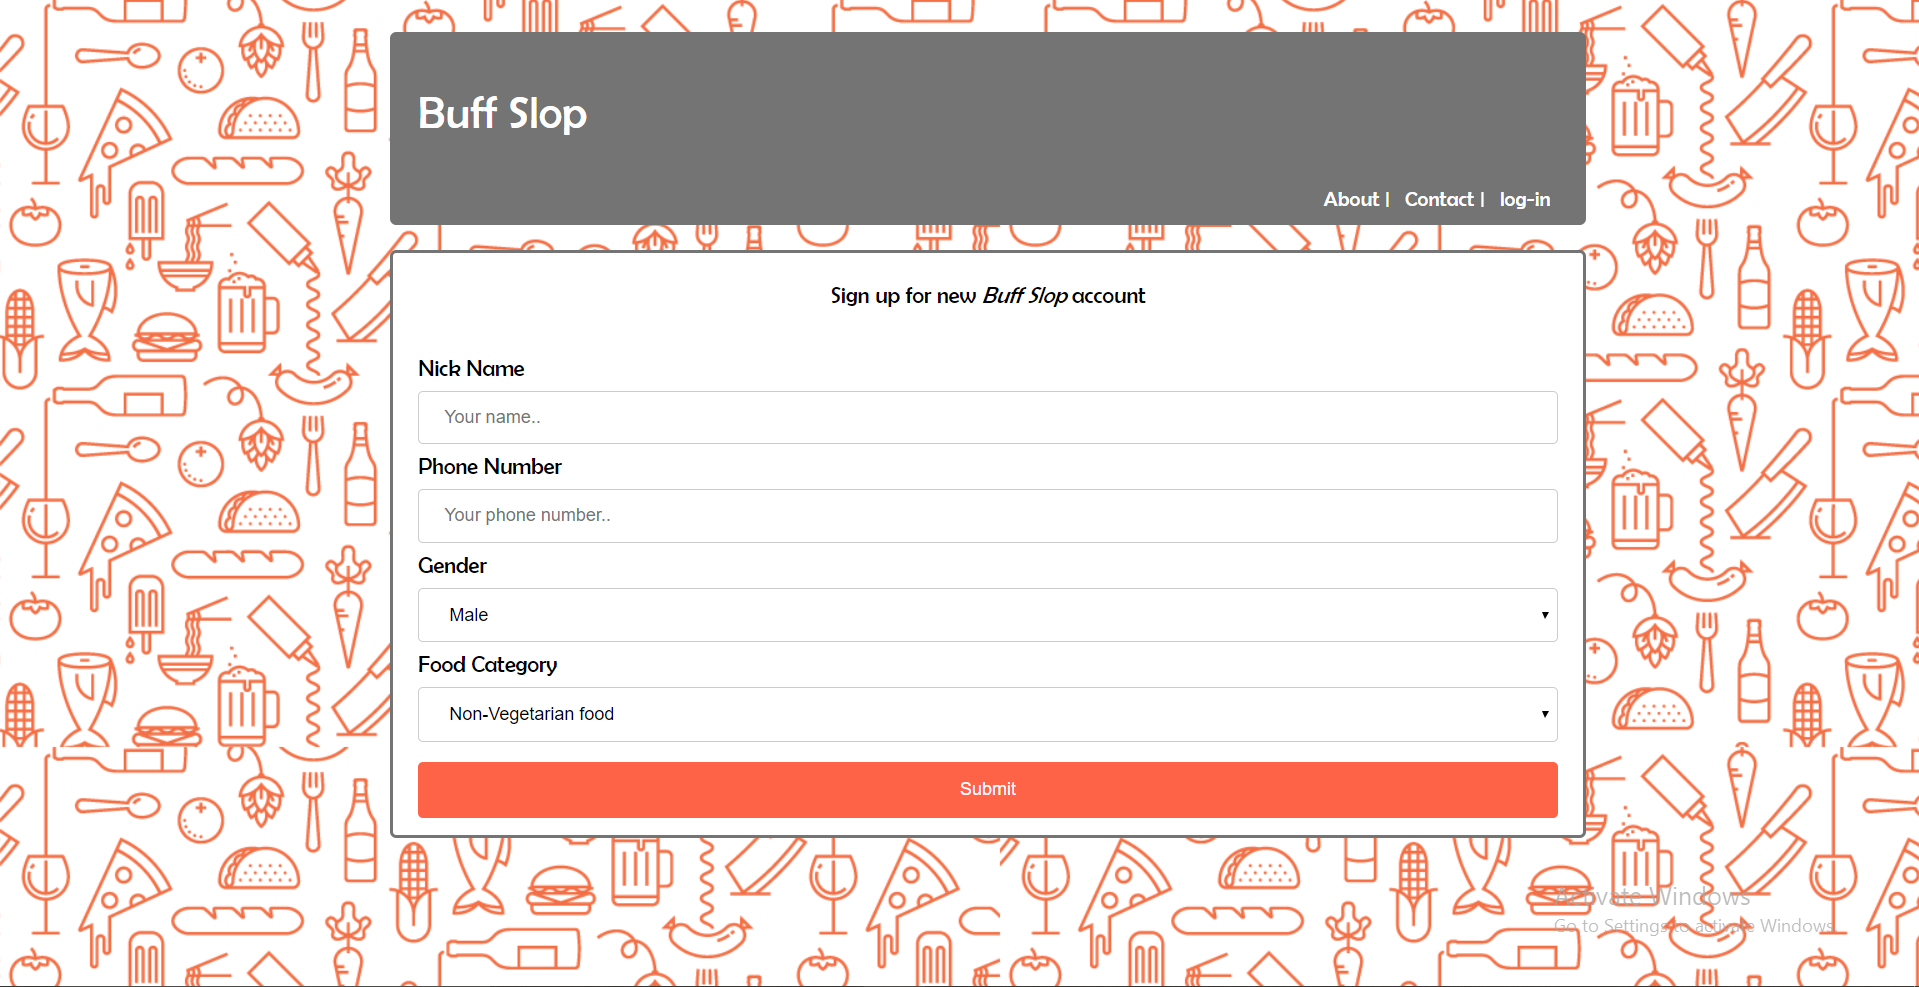 Buff Slop
About | Contact | log-in
Sign up for new Buff Slop account
Nick Name
Your name..
Phone Number
Your phone number..
Gender
Male
Food Category
Non-Vegetarian food
Submit
Activate Windows
Go to Settings to activate Windows.